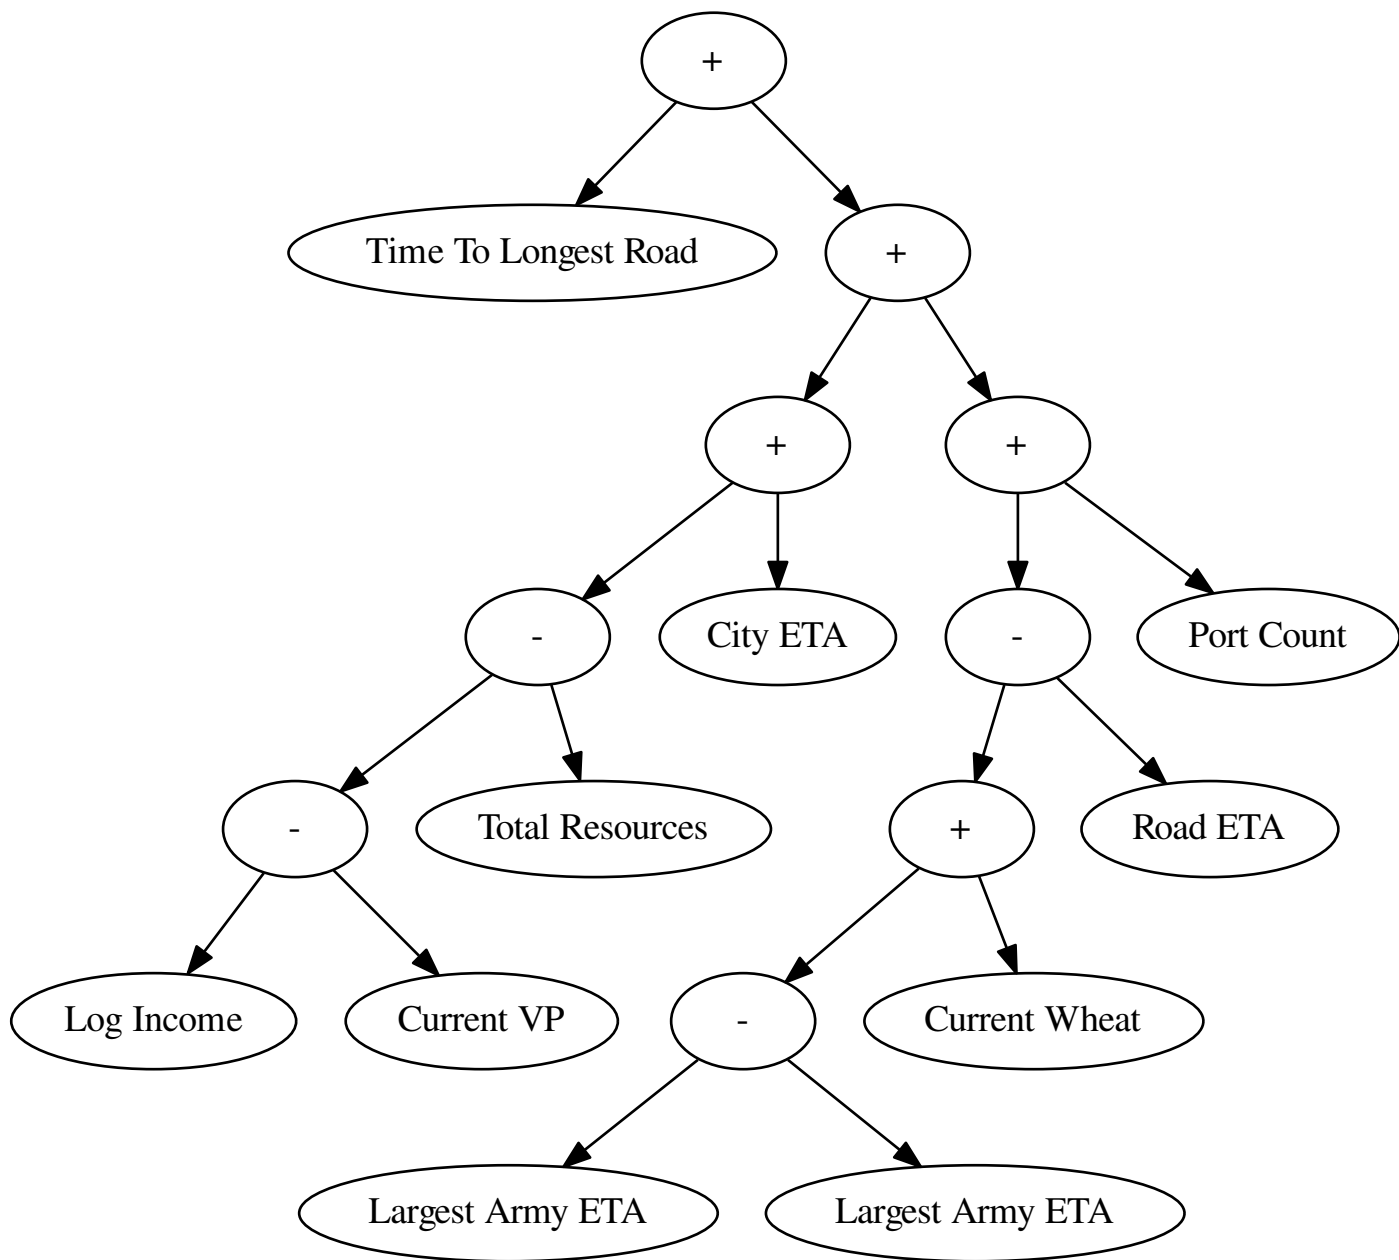 +
Time To Longest Road
+
+
+
-
City ETA
-
Port Count
-
Total Resources
+
Road ETA
Log Income
Current VP
-
Current Wheat
Largest Army ETA
Largest Army ETA